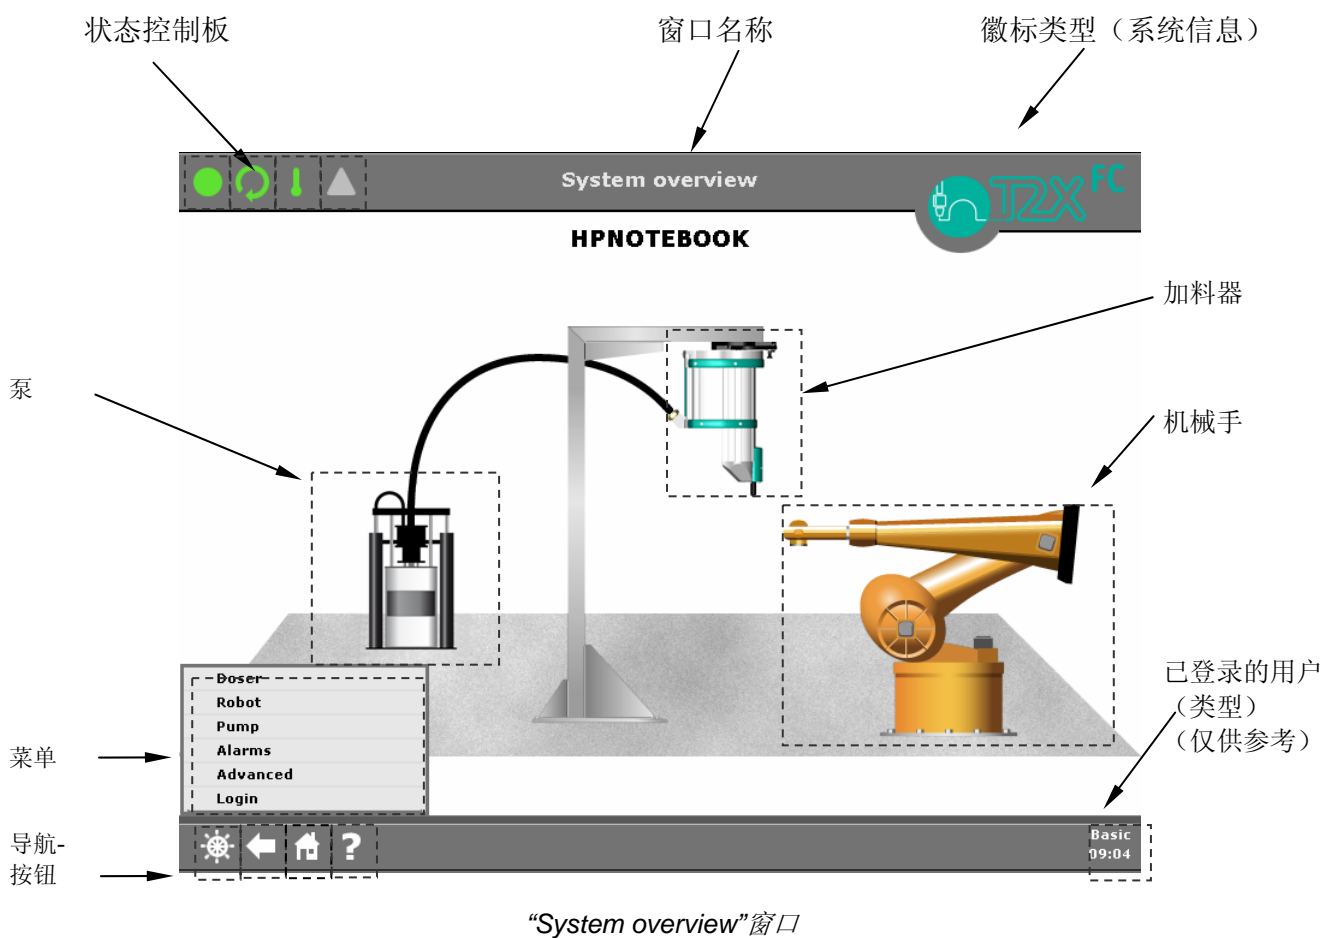 状态控制板
窗口名称
徽标类型（系统信息）
System overview
T2X FC
HPNOTEBOOK
加料器
泵
机械手
Doser
Robot
Pump
Alarms
Advanced
Login
已登录的用户
（类型）
（仅供参考）
菜单
导航-
按钮
?
Basic
09:04
“System overview”窗口